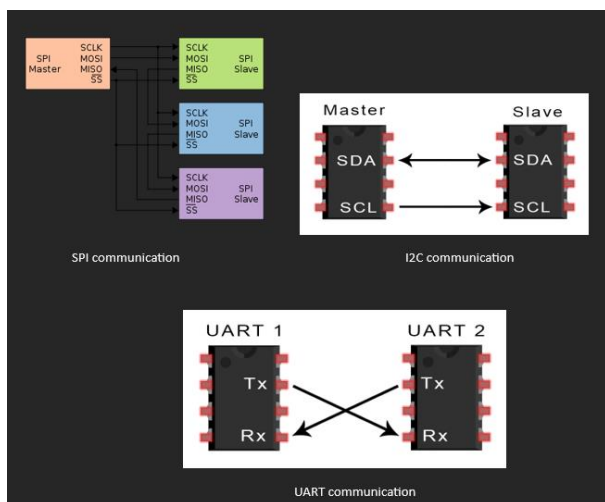 SPI Master
SCLK
MOSI
MISO
SS
SCLK
MOSI
MISO
SS
SPI Slave
SCLK
MOSI
MISO
SS
SPI Slave
SCLK
MOSI
MISO
SS
SPI Slave
SPI communication
Master
Slave
SDA
SDA
SCL
SCL
I2C communication
UART 1
UART 2
Tx
Tx
Rx
Rx
UART communication